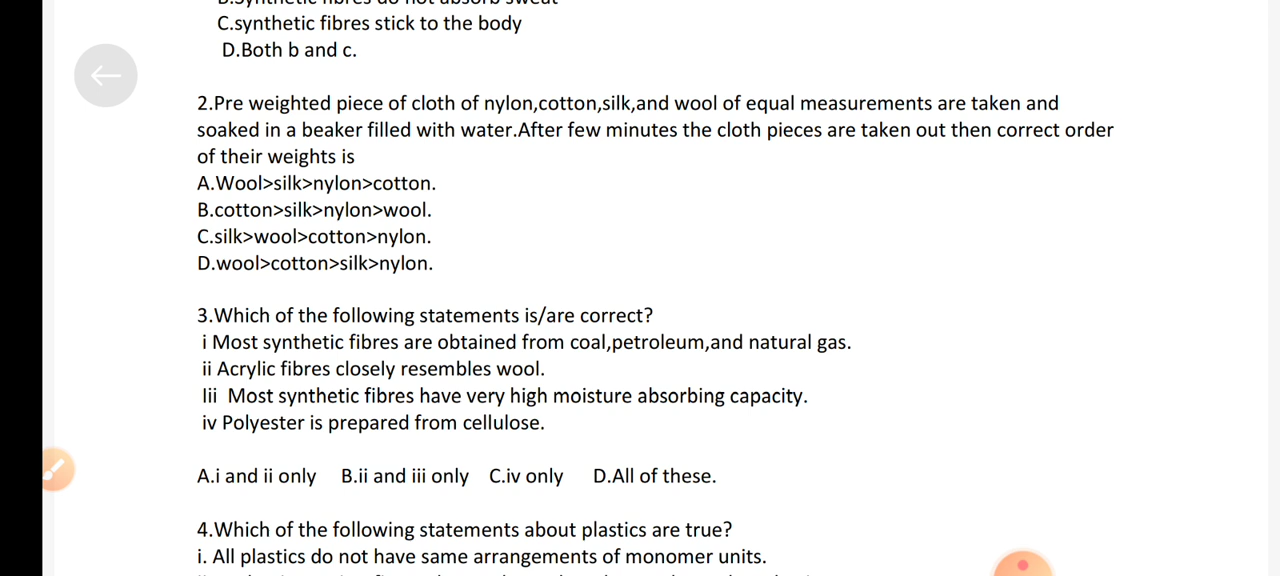 C.synthetic fibres stick to the body
D.Both b and c.
2.Pre weighted piece of cloth of nylon,cotton,silk,and wool of equal measurements are taken and
soaked in a beaker filled with water.After few minutes the cloth pieces are taken out then correct order
of their weights is
A.Wool>silk>nylon>cotton.
B.cotton>silk>nylon>wool.
C.silk>wool>cotton>nylon.
D.wool>cotton>silk>nylon.
3.Which of the following statements is/are correct?
i Most synthetic fibres are obtained from coal,petroleum,and natural gas.
ii Acrylic fibres closely resembles wool.
Iii Most synthetic fibres have very high moisture absorbing capacity.
iv Polyester is prepared from cellulose.
A.i and ii only B.ii and iii only C.iv only D.All of these.
4.Which of the following statements about plastics are true?
i. All plastics do not have same arrangements of monomer units.